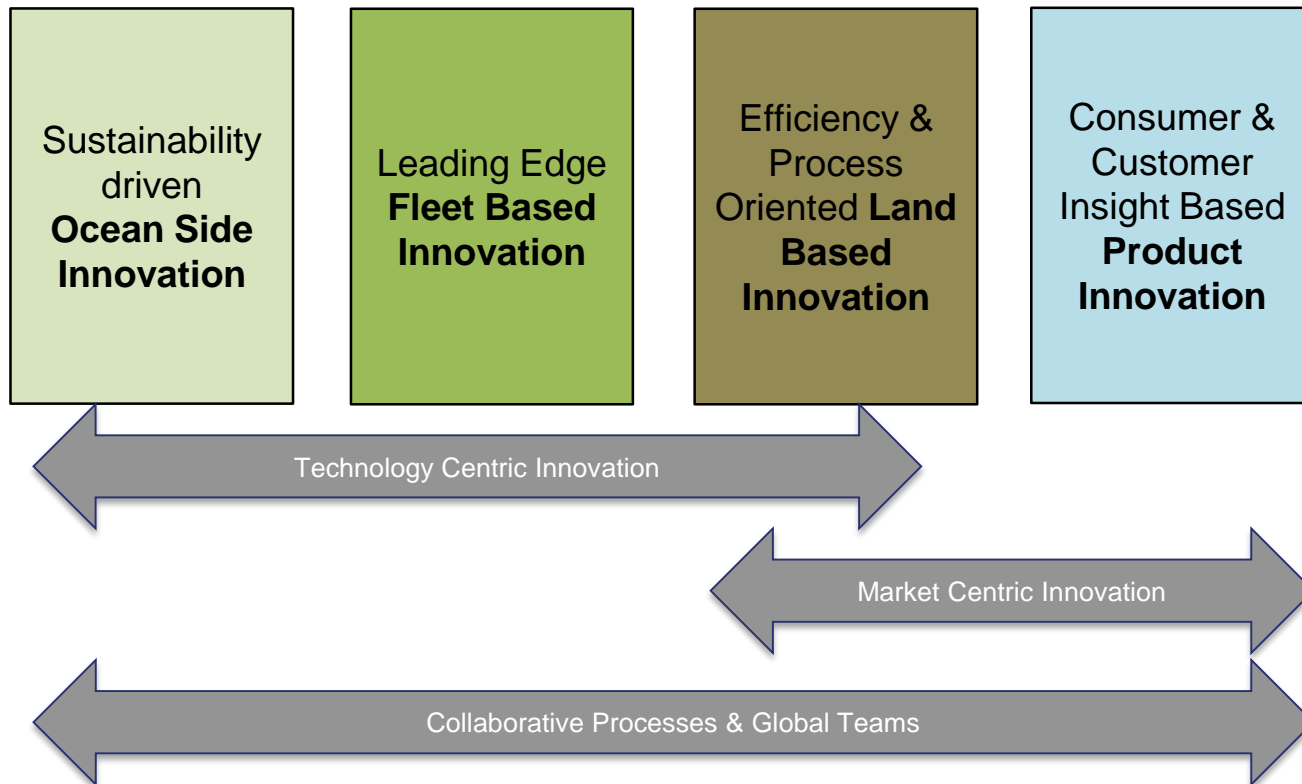 Sustainability
driven
Ocean Side
Innovation
Leading Edge
Fleet Based
Innovation
Efficiency &
Process
Oriented Land
Based
Innovation
Consumer &
Customer
Insight Based
Product
Innovation
Technology Centric Innovation
Market Centric Innovation
Collaborative Processes & Global Teams